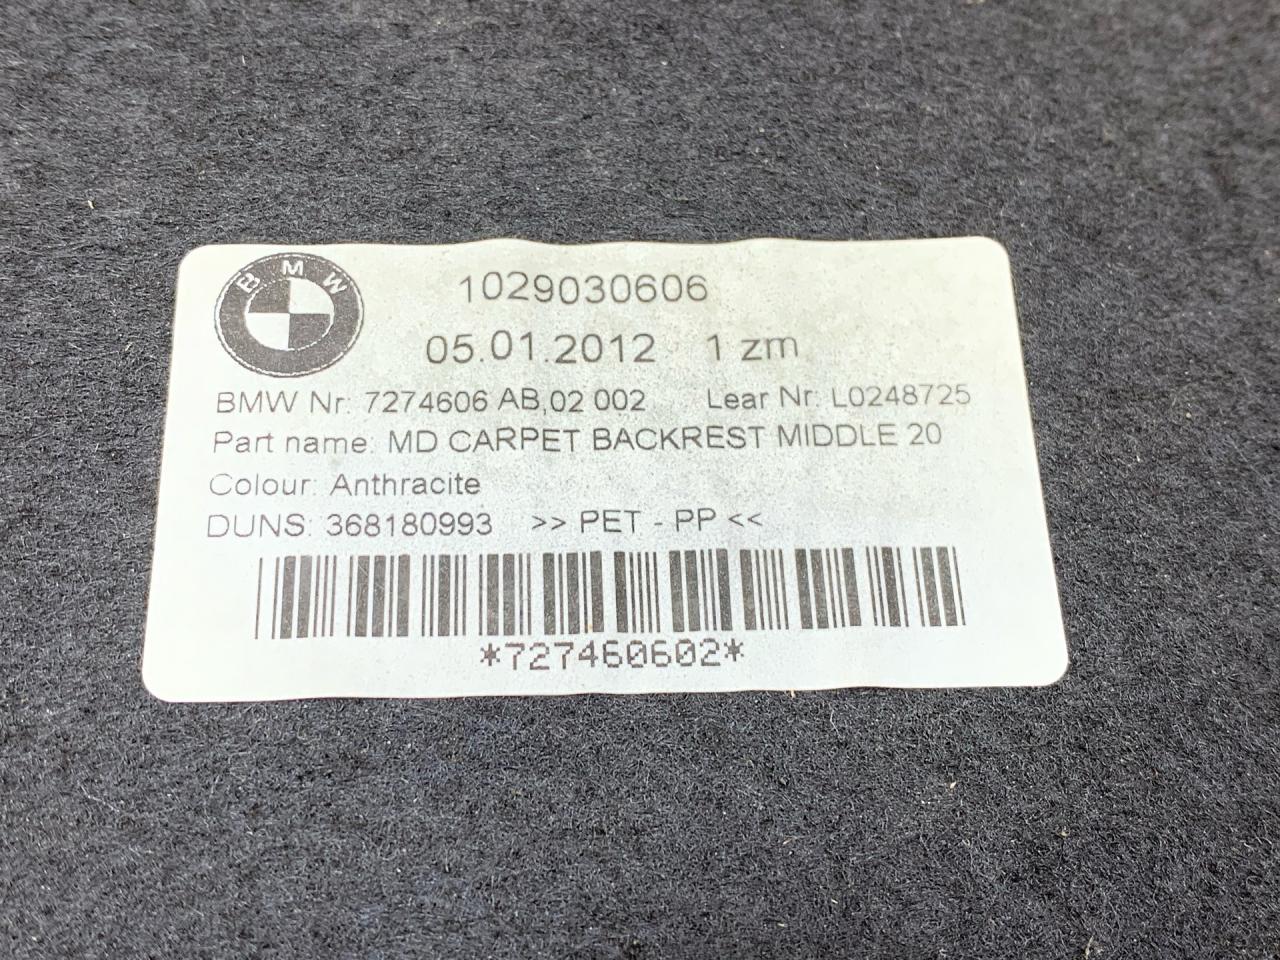 BMW
1029030606
05.01.2012 1 zm
BMW Nr: 7274606 AB,02 002 Lear Nr: L0248725
Part name: MD CARPET BACKREST MIDDLE 20
Colour: Anthracite
DUNS: 368180993 >> PET - PP <<
*727460602*